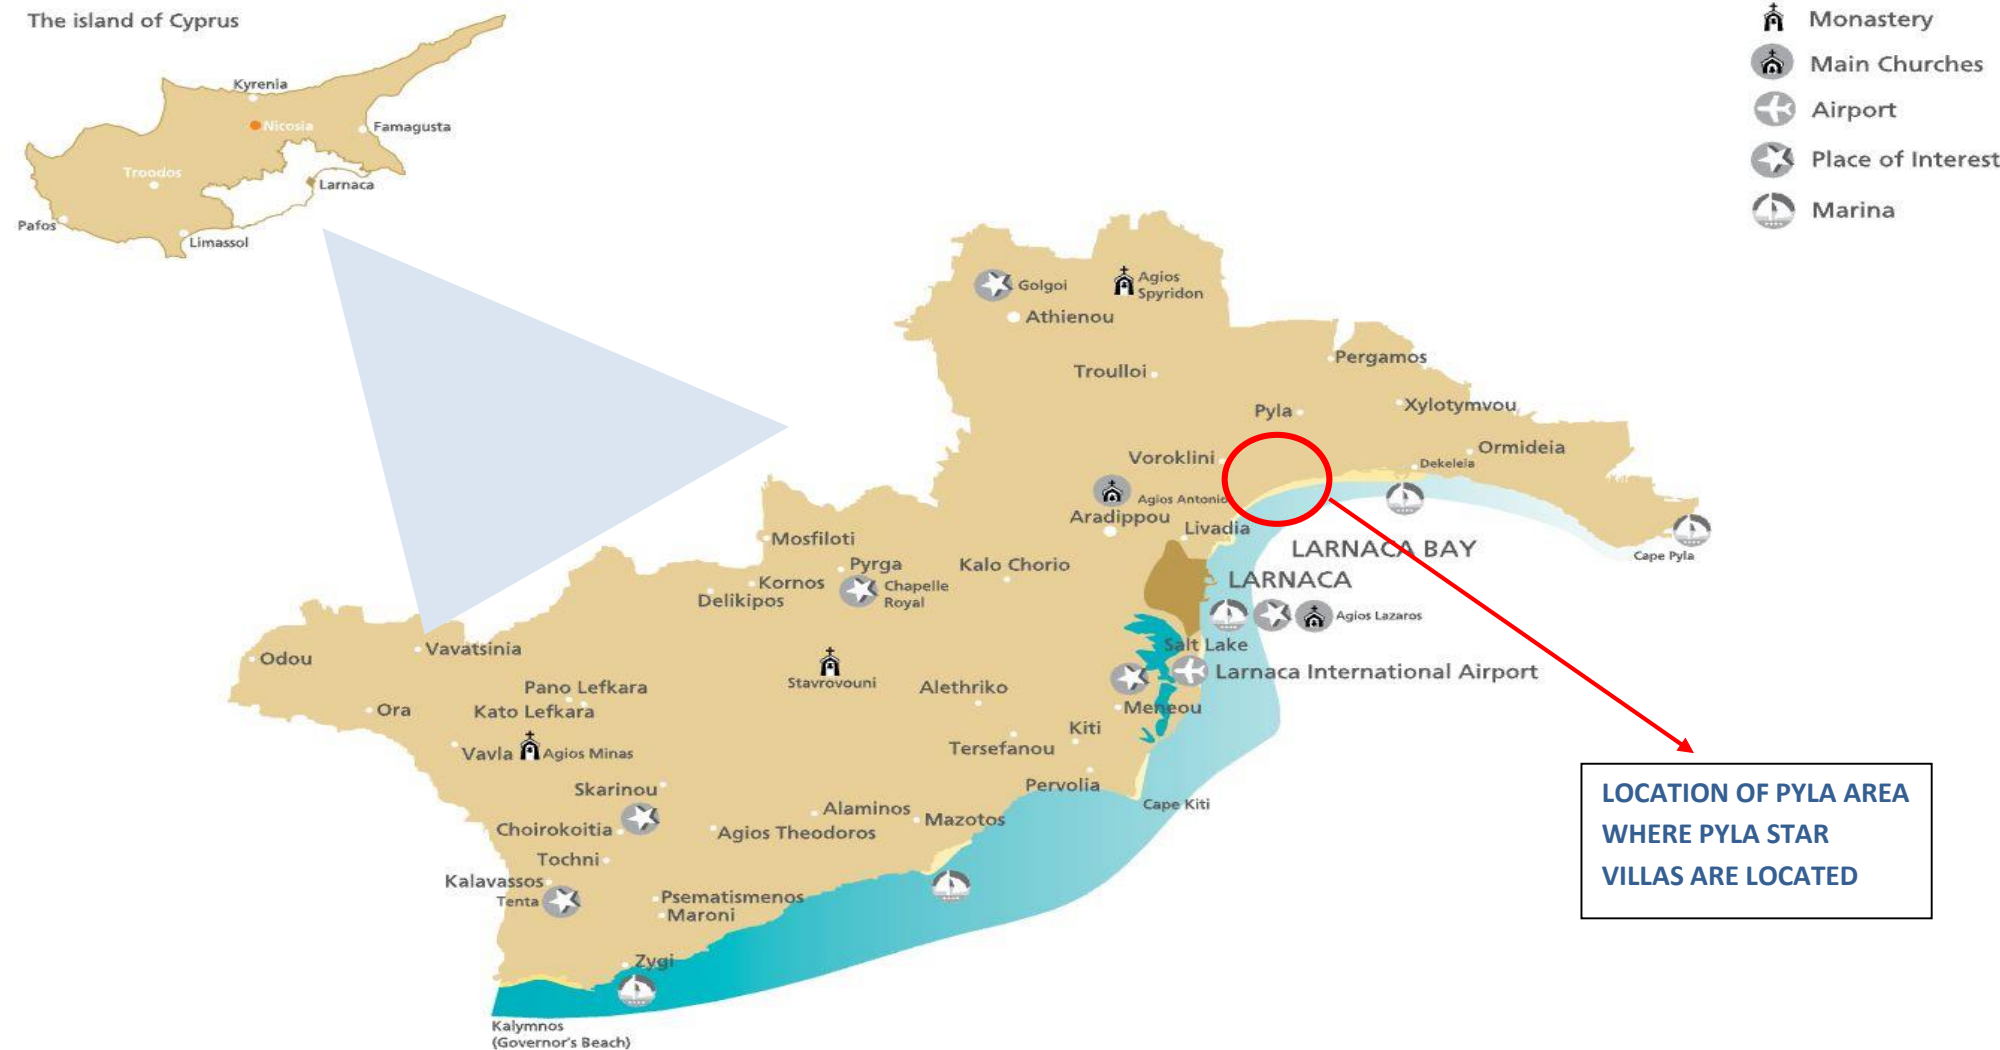 The island of Cyprus
Kyrenia
Nicosia
Famagusta
Troodos
Larnaca
Pafos
Limassol
Monastery
Main Churches
Airport
Place of Interest
Marina
Golgoi
Agios
Spyridon
Athienou
Troulloi
Pergamos
Pyla
Xylotymvou
Voroklini
Ormideia
Dekeleia
Agios Antonio
Aradippou
Livadia
Mosfiloti
LARNACA BAY
Cape Pyla
Pyrga
Kalo Chorio
Kornos
Chapelle
Royal
Delikipos
LARNACA
Agios Lazaros
Salt Lake
Larnaca International Airport
Odou
Vavatsinia
Stavrovouni
Pano Lefkara
Alethriko
Kato Lefkara
Ora
Meneou
Kiti
Vavla
Agios Minas
Tersefanou
Skarinou
Pervolia
Cape Kiti
Alaminos
Mazotos
Choirokoitia
Agios Theodoros
Tochni
Kalavassos
Tenta
Psematismenos
Maroni
Zygi
Kalymnos
(Governor's Beach)
LOCATION OF PYLA AREA
WHERE PYLA STAR
VILLAS ARE LOCATED